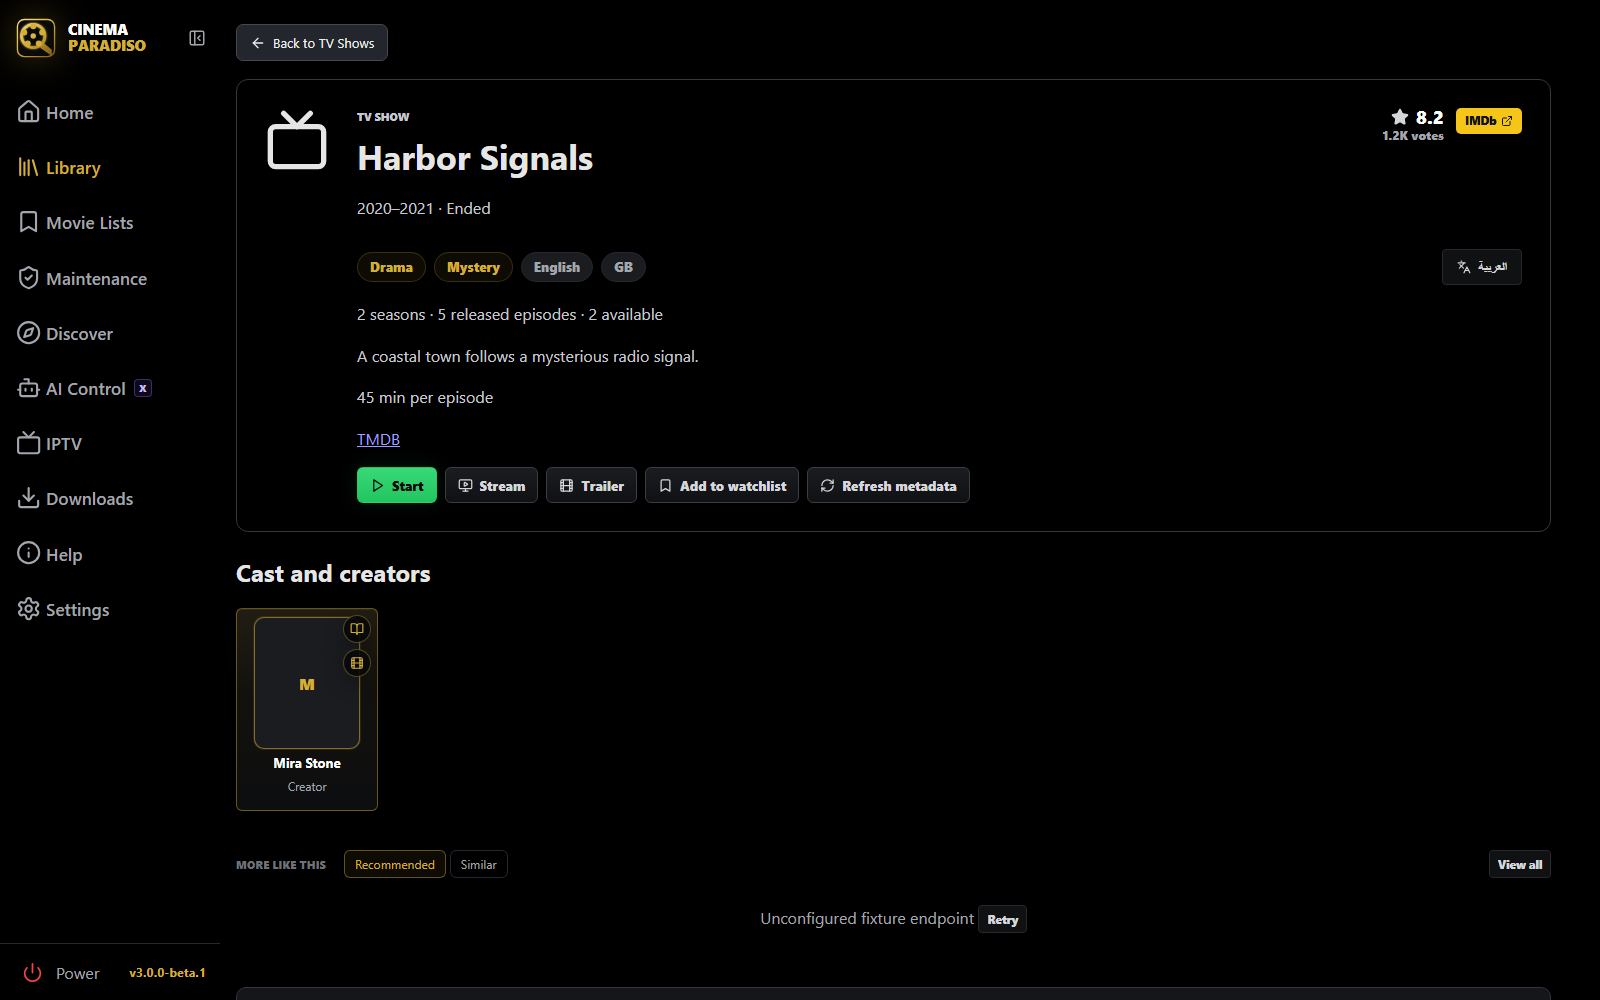 CINEMA
PARADISO
Home
Library
Movie Lists
Maintenance
Discover
AI Control x
IPTV
Downloads
Help
Settings
Power v3.0.0-beta.1
Back to TV Shows
TV SHOW
Harbor Signals
8.2
1.2K votes
IMDb
2020–2021 · Ended
Drama Mystery English GB
العربية
2 seasons · 5 released episodes · 2 available
A coastal town follows a mysterious radio signal.
45 min per episode
TMDB
Start Stream Trailer Add to watchlist Refresh metadata
Cast and creators
M
Mira Stone
Creator
MORE LIKE THIS Recommended Similar View all
Unconfigured fixture endpoint Retry